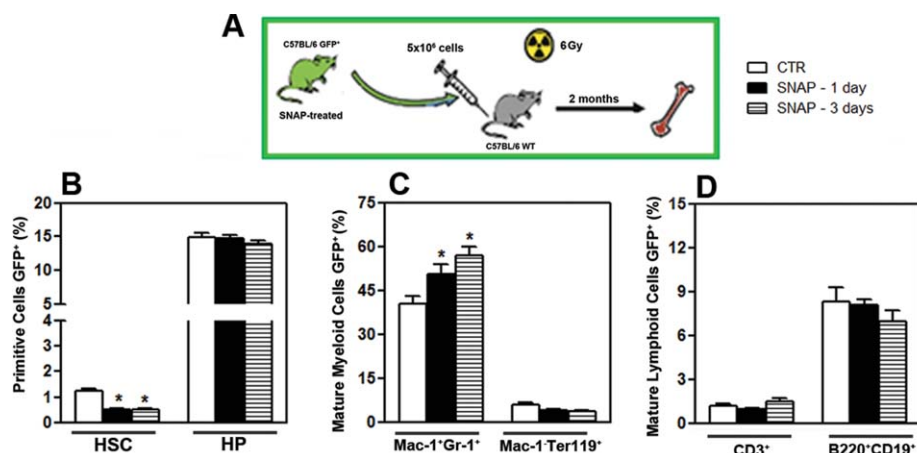 A
C57BL/6 GFP⁺
SNAP-treated
5x10⁶ cells
6Gy
C57BL/6 WT
2 months
CTR
SNAP - 1 day
SNAP - 3 days
B
Primitive Cells GFP⁺ (%)
20
15
10
5
4
3
2
1
0
* *
HSC HP
C
Mature Myeloid Cells GFP⁺ (%)
75
60
45
30
15
0
* *
Mac-1⁺Gr-1⁺ Mac-1⁻Ter119⁺
D
Mature Lymphoid Cells GFP⁺ (%)
15
12
9
6
3
0
CD3⁺ B220⁺CD19⁺